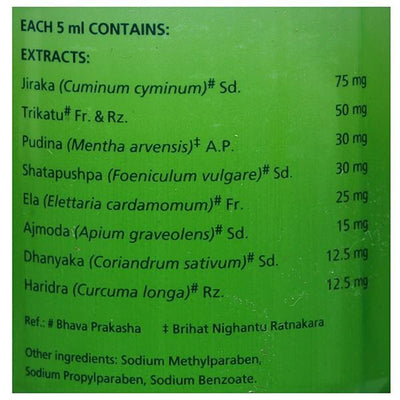 EACH 5 ml CONTAINS:
EXTRACTS:
Jiraka (Cuminum cyminum)# Sd. 75 mg
Trikatu# Fr. & Rz. 50 mg
Pudina (Mentha arvensis)‡ A.P. 30 mg
Shatapushpa (Foeniculum vulgare)# Sd. 30 mg
Ela (Elettaria cardamomum)# Fr. 25 mg
Ajmoda (Apium graveolens)# Sd. 15 mg
Dhanyaka (Coriandrum sativum)# Sd. 12.5 mg
Haridra (Curcuma longa)# Rz. 12.5 mg
Ref.: # Bhava Prakasha ‡ Brihat Nighantu Ratnakara
Other ingredients: Sodium Methylparaben,
Sodium Propylparaben, Sodium Benzoate.